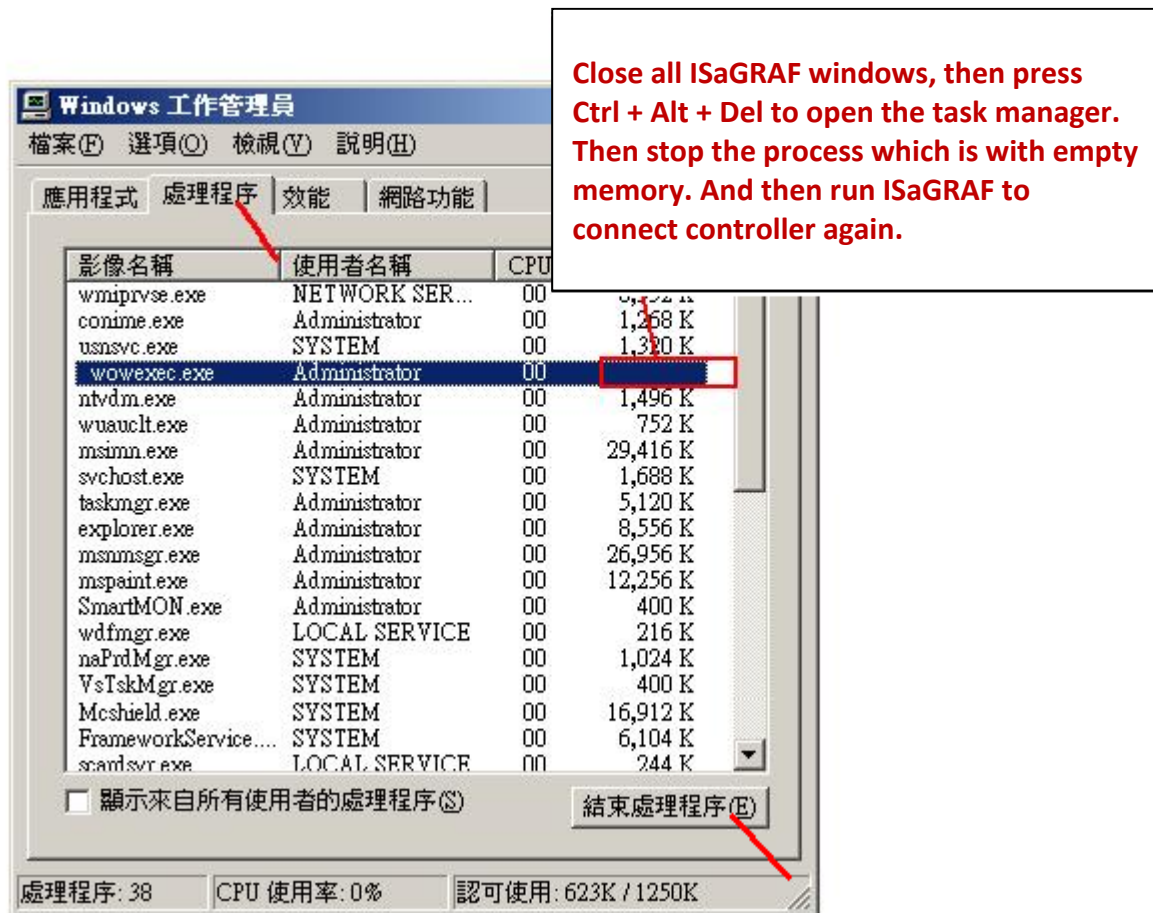 Close all ISaGRAF windows, then press
Ctrl + Alt + Del to open the task manager.
Then stop the process which is with empty
memory. And then run ISaGRAF to
connect controller again.
Windows 工作管理員
檔案(F) 選項(O) 檢視(V) 說明(H)
應用程式 處理程序 效能 網路功能
影像名稱 使用者名稱 CPU
wmiprvse.exe NETWORK SER... 00
conime.exe Administrator 00 1,268 K
usnsvc.exe SYSTEM 00 1,320 K
wowexec.exe Administrator 00
ntvdm.exe Administrator 00 1,496 K
wuauclt.exe Administrator 00 752 K
msimn.exe Administrator 00 29,416 K
svchost.exe SYSTEM 00 1,688 K
taskmgr.exe Administrator 00 5,120 K
explorer.exe Administrator 00 8,556 K
msnmsgr.exe Administrator 00 26,956 K
mspaint.exe Administrator 00 12,256 K
SmartMON.exe Administrator 00 400 K
wdfmgr.exe LOCAL SERVICE 00 216 K
naPrdMgr.exe SYSTEM 00 1,024 K
VsTskMgr.exe SYSTEM 00 400 K
Mcshield.exe SYSTEM 00 16,912 K
FrameworkService.... SYSTEM 00 6,104 K
scardsvr.exe LOCAL SERVICE 00 244 K
顯示來自所有使用者的處理程序(S)
結束處理程序(E)
處理程序: 38 CPU 使用率: 0% 認可使用: 623K / 1250K